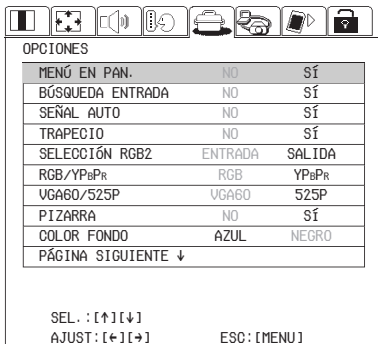 OPCIONES
MENÚ EN PAN. NO SÍ
BÚSQUEDA ENTRADA NO SÍ
SEÑAL AUTO NO SÍ
TRAPECIO NO SÍ
SELECCIÓN RGB2 ENTRADA SALIDA
RGB/YPBPR RGB YPBPR
VGA60/525P VGA60 525P
PIZARRA NO SÍ
COLOR FONDO AZUL NEGRO
PÁGINA SIGUIENTE ↓
SEL. :[↑][↓]
AJUST:[←][→] ESC:[MENU]